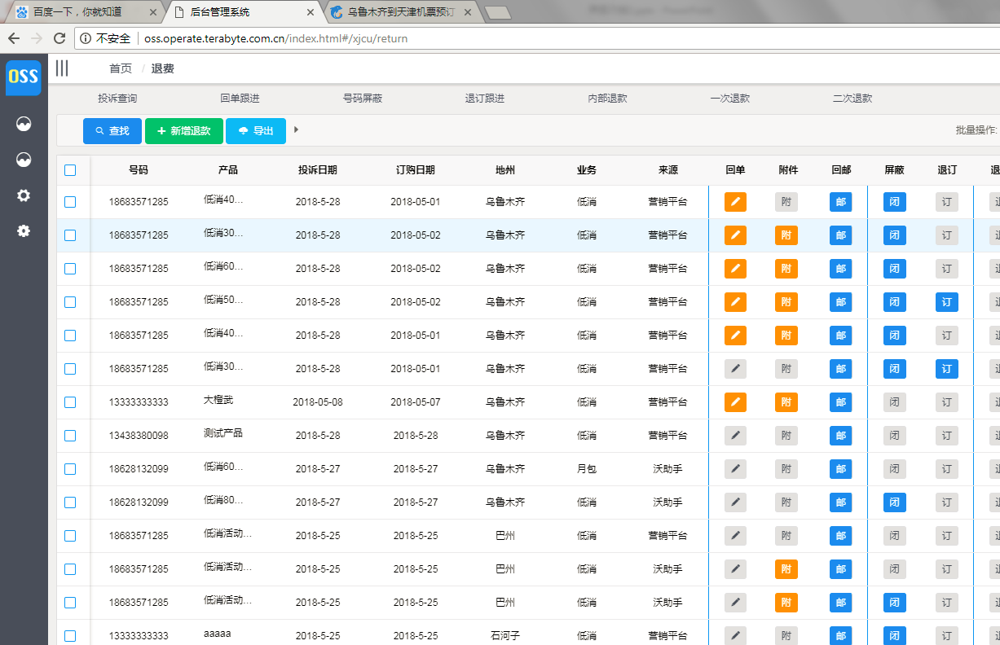 百度一下，你就知道
后台管理系统
乌鲁木齐到天津机票预订
不安全 oss.operate.terabyte.com.cn/index.html#/xjcu/return
OSS
首页 / 退费
投诉查询 回单跟进 号码屏蔽 退订跟进 内部退款 一次退款 二次退款
查找 新增退款 导出 批量操作:
号码 产品 投诉日期 订购日期 地州 业务 来源 回单 附件 回邮 屏蔽 退订
18683571285 低消40... 2018-5-28 2018-05-01 乌鲁木齐 低消 营销平台 附 邮 闭 订
18683571285 低消30... 2018-5-28 2018-05-02 乌鲁木齐 低消 营销平台 附 邮 闭 订
18683571285 低消60... 2018-5-28 2018-05-02 乌鲁木齐 低消 营销平台 附 邮 闭 订
18683571285 低消50... 2018-5-28 2018-05-02 乌鲁木齐 低消 营销平台 附 邮 闭 订
18683571285 低消40... 2018-5-28 2018-05-01 乌鲁木齐 低消 营销平台 附 邮 闭 订
18683571285 低消30... 2018-5-28 2018-05-01 乌鲁木齐 低消 营销平台 附 邮 闭 订
13333333333 大橙武 2018-05-08 2018-05-07 乌鲁木齐 低消 营销平台 附 邮 闭 订
13438380098 测试产品 2018-5-28 2018-5-28 乌鲁木齐 低消 营销平台 附 邮 闭 订
18628132099 低消60... 2018-5-27 2018-5-27 乌鲁木齐 月包 沃助手 附 邮 闭 订
18628132099 低消80... 2018-5-27 2018-5-27 乌鲁木齐 低消 沃助手 附 邮 闭 订
18683571285 低消活动... 2018-5-25 2018-5-25 巴州 低消 营销平台 附 邮 闭 订
18683571285 低消活动... 2018-5-25 2018-5-25 巴州 低消 沃助手 附 邮 闭 订
18683571285 低消活动... 2018-5-25 2018-5-25 巴州 低消 沃助手 附 邮 闭 订
13333333333 aaaaa 2018-5-25 2018-5-25 石河子 低消 营销平台 附 邮 闭 订